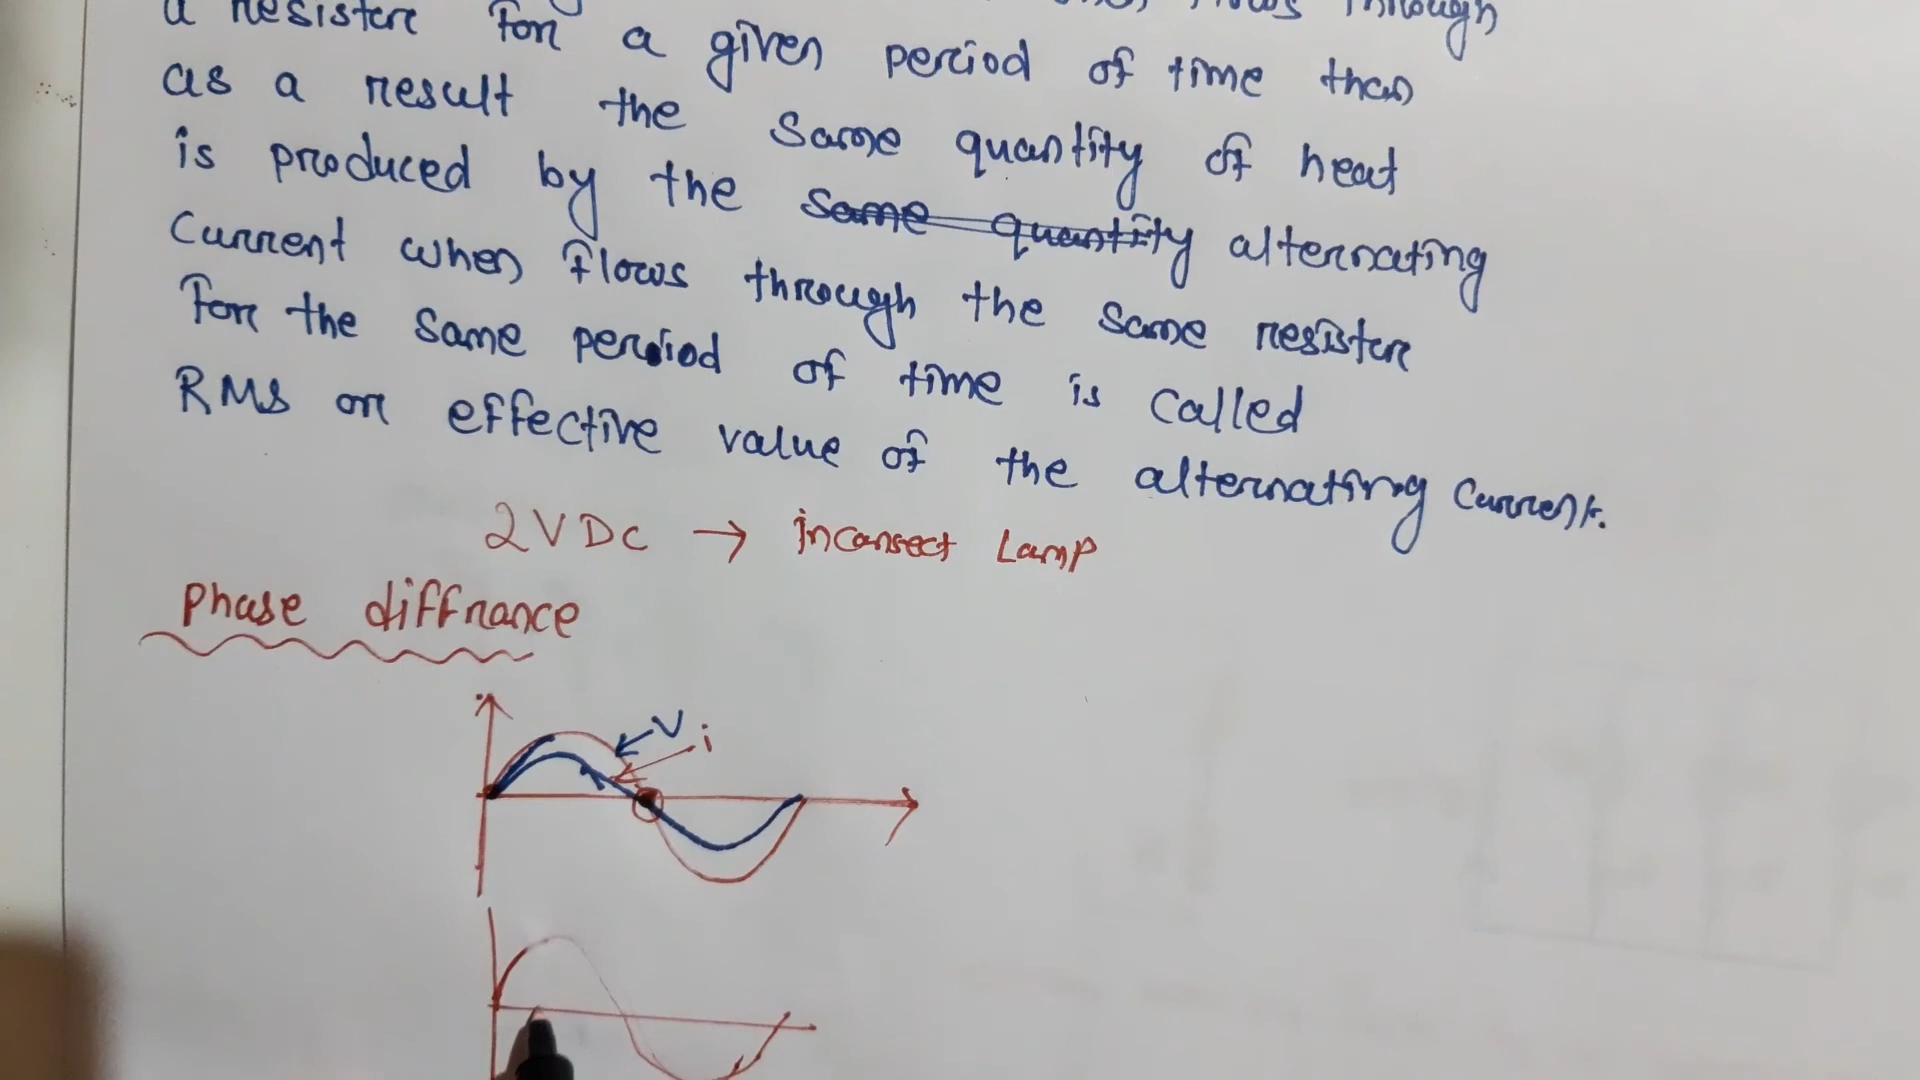 a resister for a given period of time than
as a result the same quantity of heat
is produced by the same quantity alternating
current when flows through the same resister
for the same period of time is called
RMS or effective value of the alternating current.
2VDC → incansect Lamp
Phase diffrance
V
i